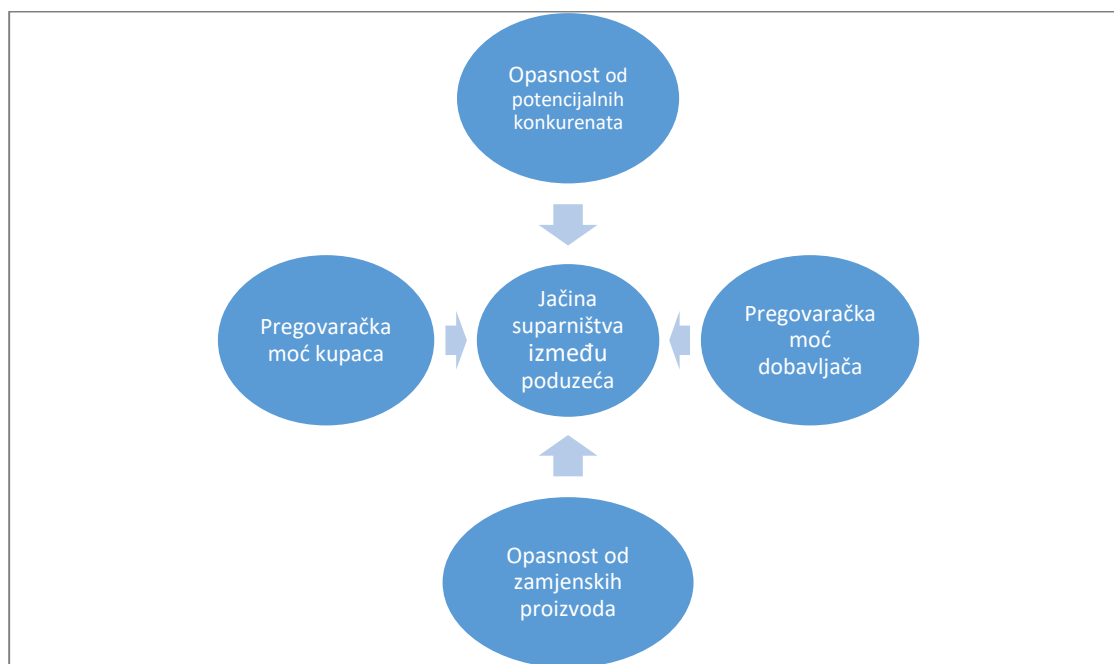 Opasnost od
potencijalnih
konkurenata
Pregovaračka
moć kupaca
Jačina
suparništva
između
poduzeća
Pregovaračka
moć
dobavljača
Opasnost od
zamjenskih
proizvoda